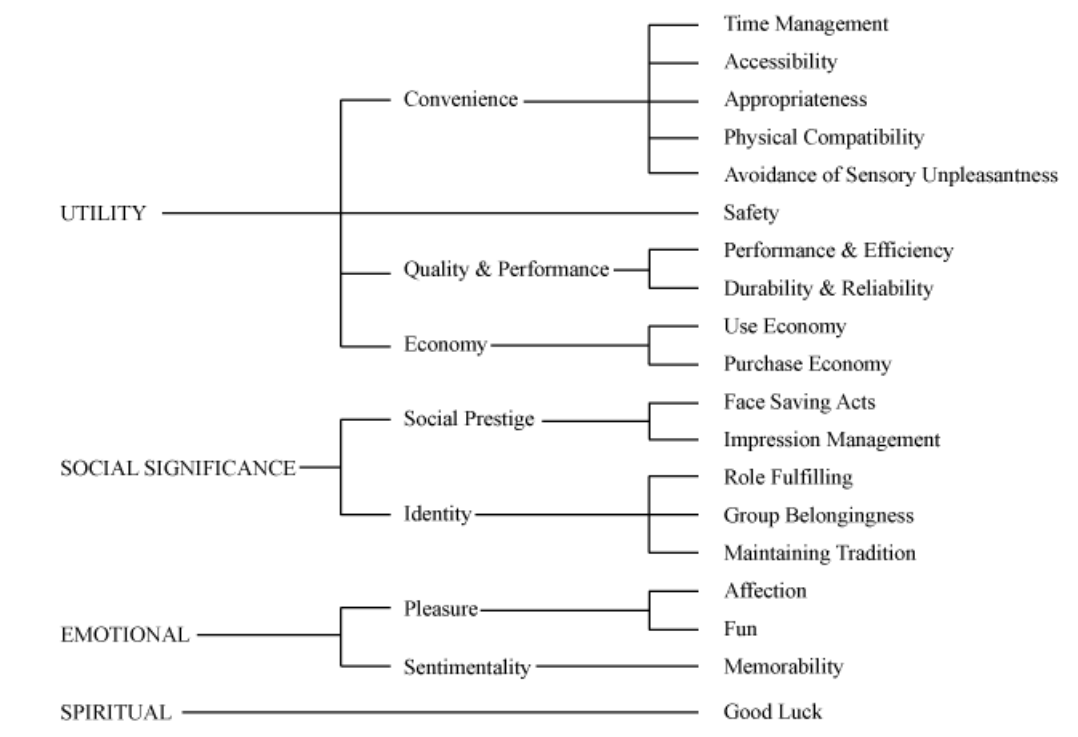 Time Management
Accessibility
Convenience
Appropriateness
Physical Compatibility
Avoidance of Sensory Unpleasantness
UTILITY
Safety
Performance & Efficiency
Quality & Performance
Durability & Reliability
Use Economy
Economy
Purchase Economy
Face Saving Acts
Social Prestige
Impression Management
SOCIAL SIGNIFICANCE
Role Fulfilling
Identity
Group Belongingness
Maintaining Tradition
Affection
Pleasure
Fun
EMOTIONAL
Sentimentality
Memorability
SPIRITUAL
Good Luck